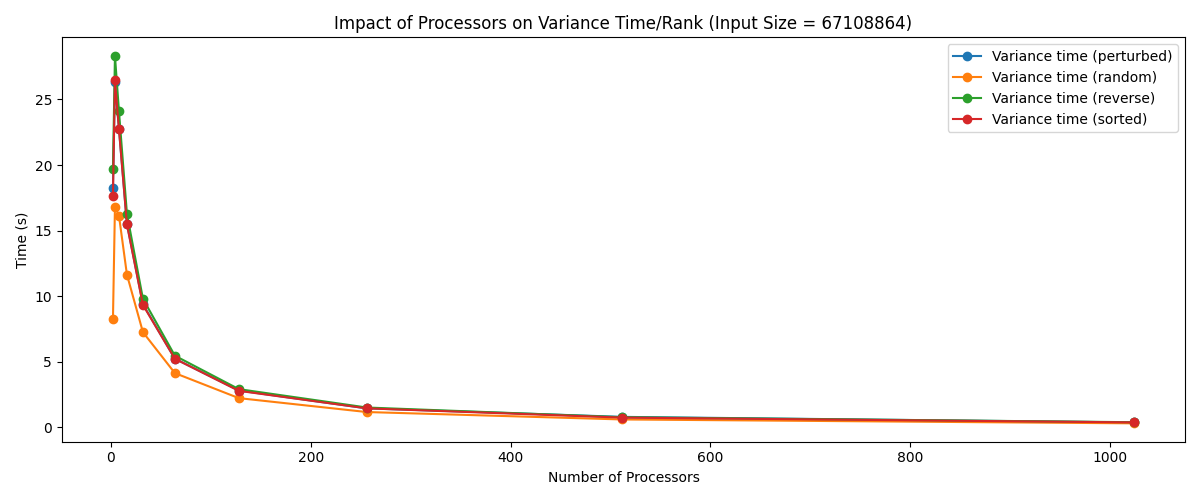 Impact of Processors on Variance Time/Rank (Input Size = 67108864)
Variance time (perturbed)
Variance time (random)
Variance time (reverse)
Variance time (sorted)
Time (s)
25
20
15
10
5
0
0 200 400 600 800 1000
Number of Processors